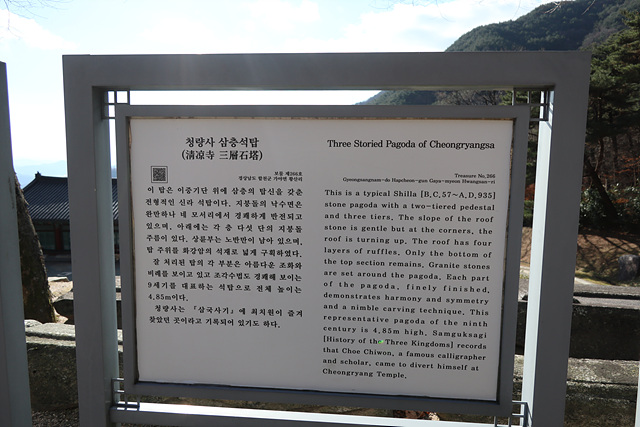 청량사 삼층석탑
(淸凉寺 三層石塔)
보물 제266호
경상남도 합천군 가야면 황산리
이 탑은 이중기단 위에 삼층의 탑신을 갖춘
전형적인 신라 석탑이다. 지붕돌의 낙수면은
완만하나 네 모서리에서 경쾌하게 반전되고
있으며, 아래에는 각 층 다섯 단의 지붕돌
주름이 있다. 상륜부는 노반만이 남아 있으며,
탑 주위를 화강암의 석재로 넓게 구획하였다.
잘 처리된 탑의 각 부분은 아름다운 조화와
비례를 보이고 있고 조각수법도 경쾌해 보이는
9세기를 대표하는 석탑으로 전체 높이는
4.85m이다.
청량사는 『삼국사기』에 최치원이 즐겨
찾았던 곳이라고 기록되어 있기도 하다.
Three Storied Pagoda of Cheongryangsa
Treasure No.266
Gyeongsangnam-do Hapcheon-gun Gaya-myeon Hwangsan-ri
This is a typical Shilla [B.C.57~A.D.935]
stone pagoda with a two-tiered pedestal
and three tiers. The slope of the roof
stone is gentle but at the corners, the
roof is turning up. The roof has four
layers of ruffles. Only the bottom of
the top section remains. Granite stones
are set around the pagoda. Each part
of the pagoda, finely finished,
demonstrates harmony and symmetry
and a nimble carving technique. This
representative pagoda of the ninth
century is 4.85m high. Samguksagi
[History of the Three Kingdoms] records
that Choe Chiwon, a famous calligrapher
and scholar, came to divert himself at
Cheongryang Temple.